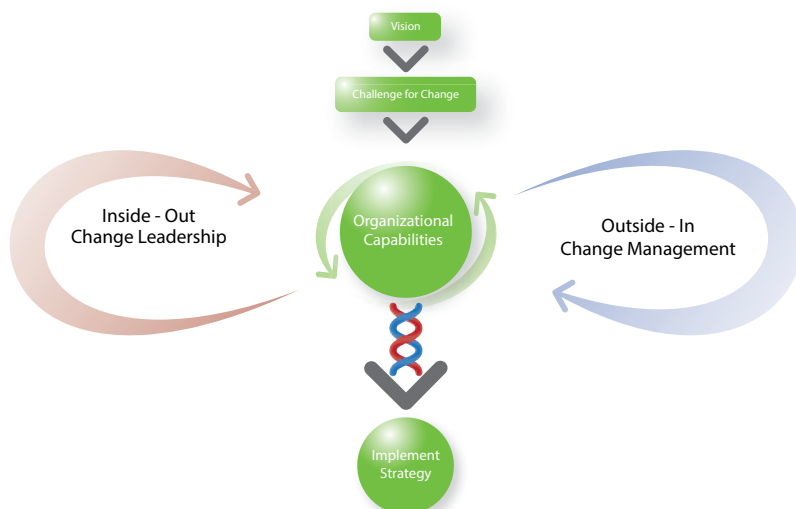 Vision
Challenge for Change
Inside - Out
Change Leadership
Organizational
Capabilities
Outside - In
Change Management
Implement
Strategy